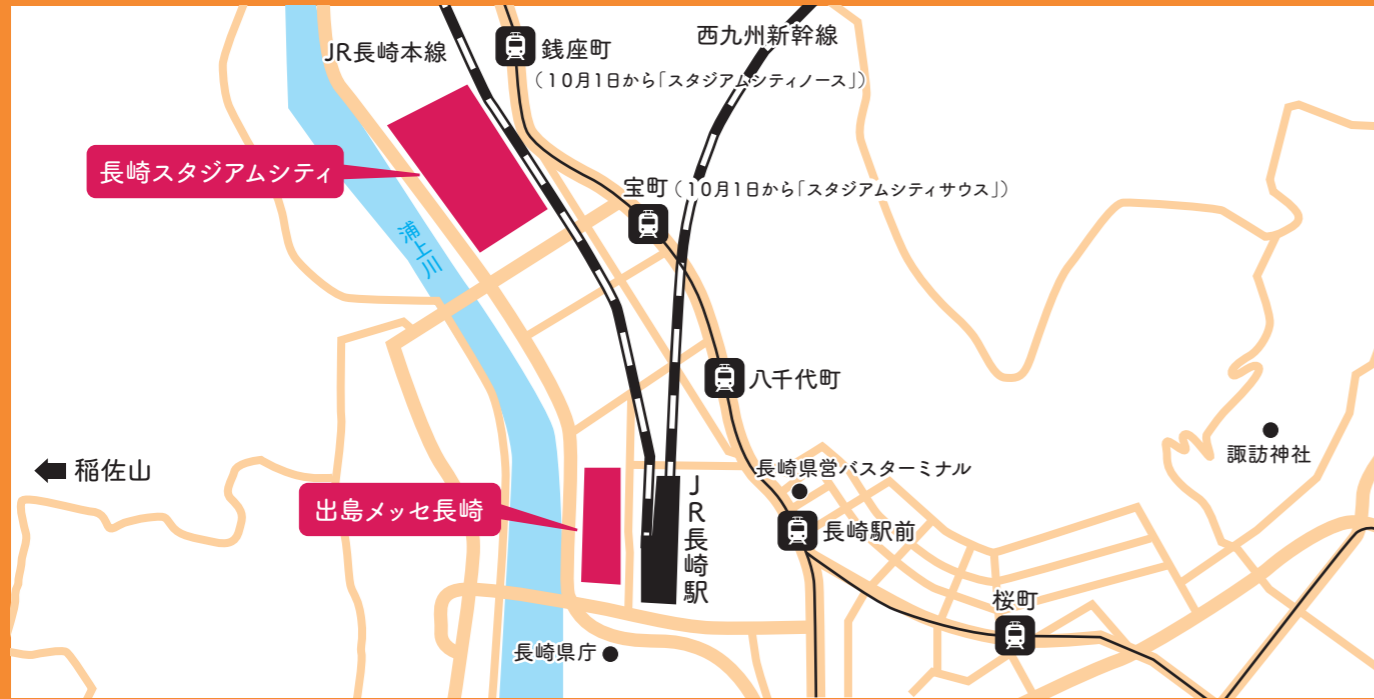 JR長崎本線
銭座町
(10月1日から「スタジアムシティノース」)
西九州新幹線
長崎スタジアムシティ
宝町(10月1日から「スタジアムシティサウス」)
浦上川
八千代町
稲佐山
出島メッセ長崎
JR長崎駅
長崎県営バスターミナル
長崎駅前
諏訪神社
桜町
長崎県庁